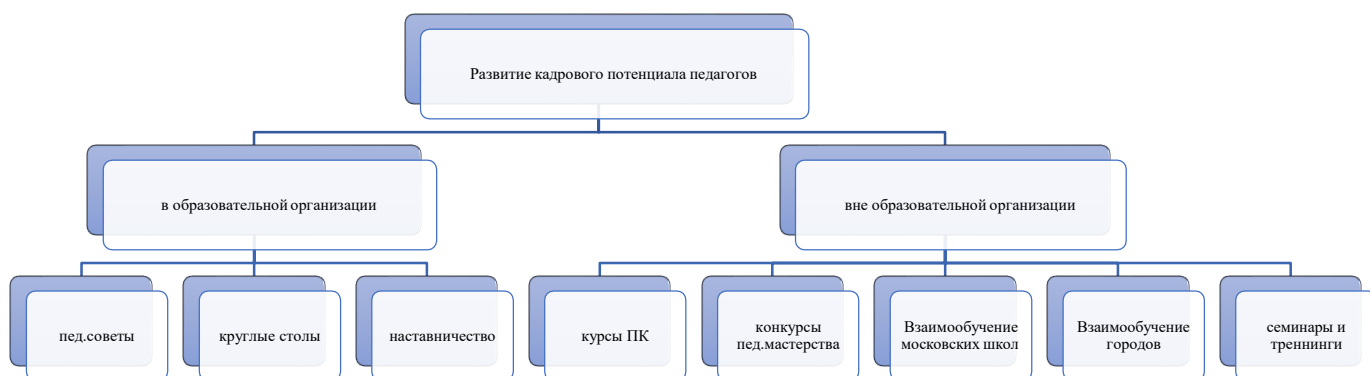 Развитие кадрового потенциала педагогов
в образовательной организации
вне образовательной организации
пед.советы
круглые столы
наставничество
курсы ПК
конкурсы
пед.мастерства
Взаимообучение
московских школ
Взаимообучение
городов
семинары и
треннинги